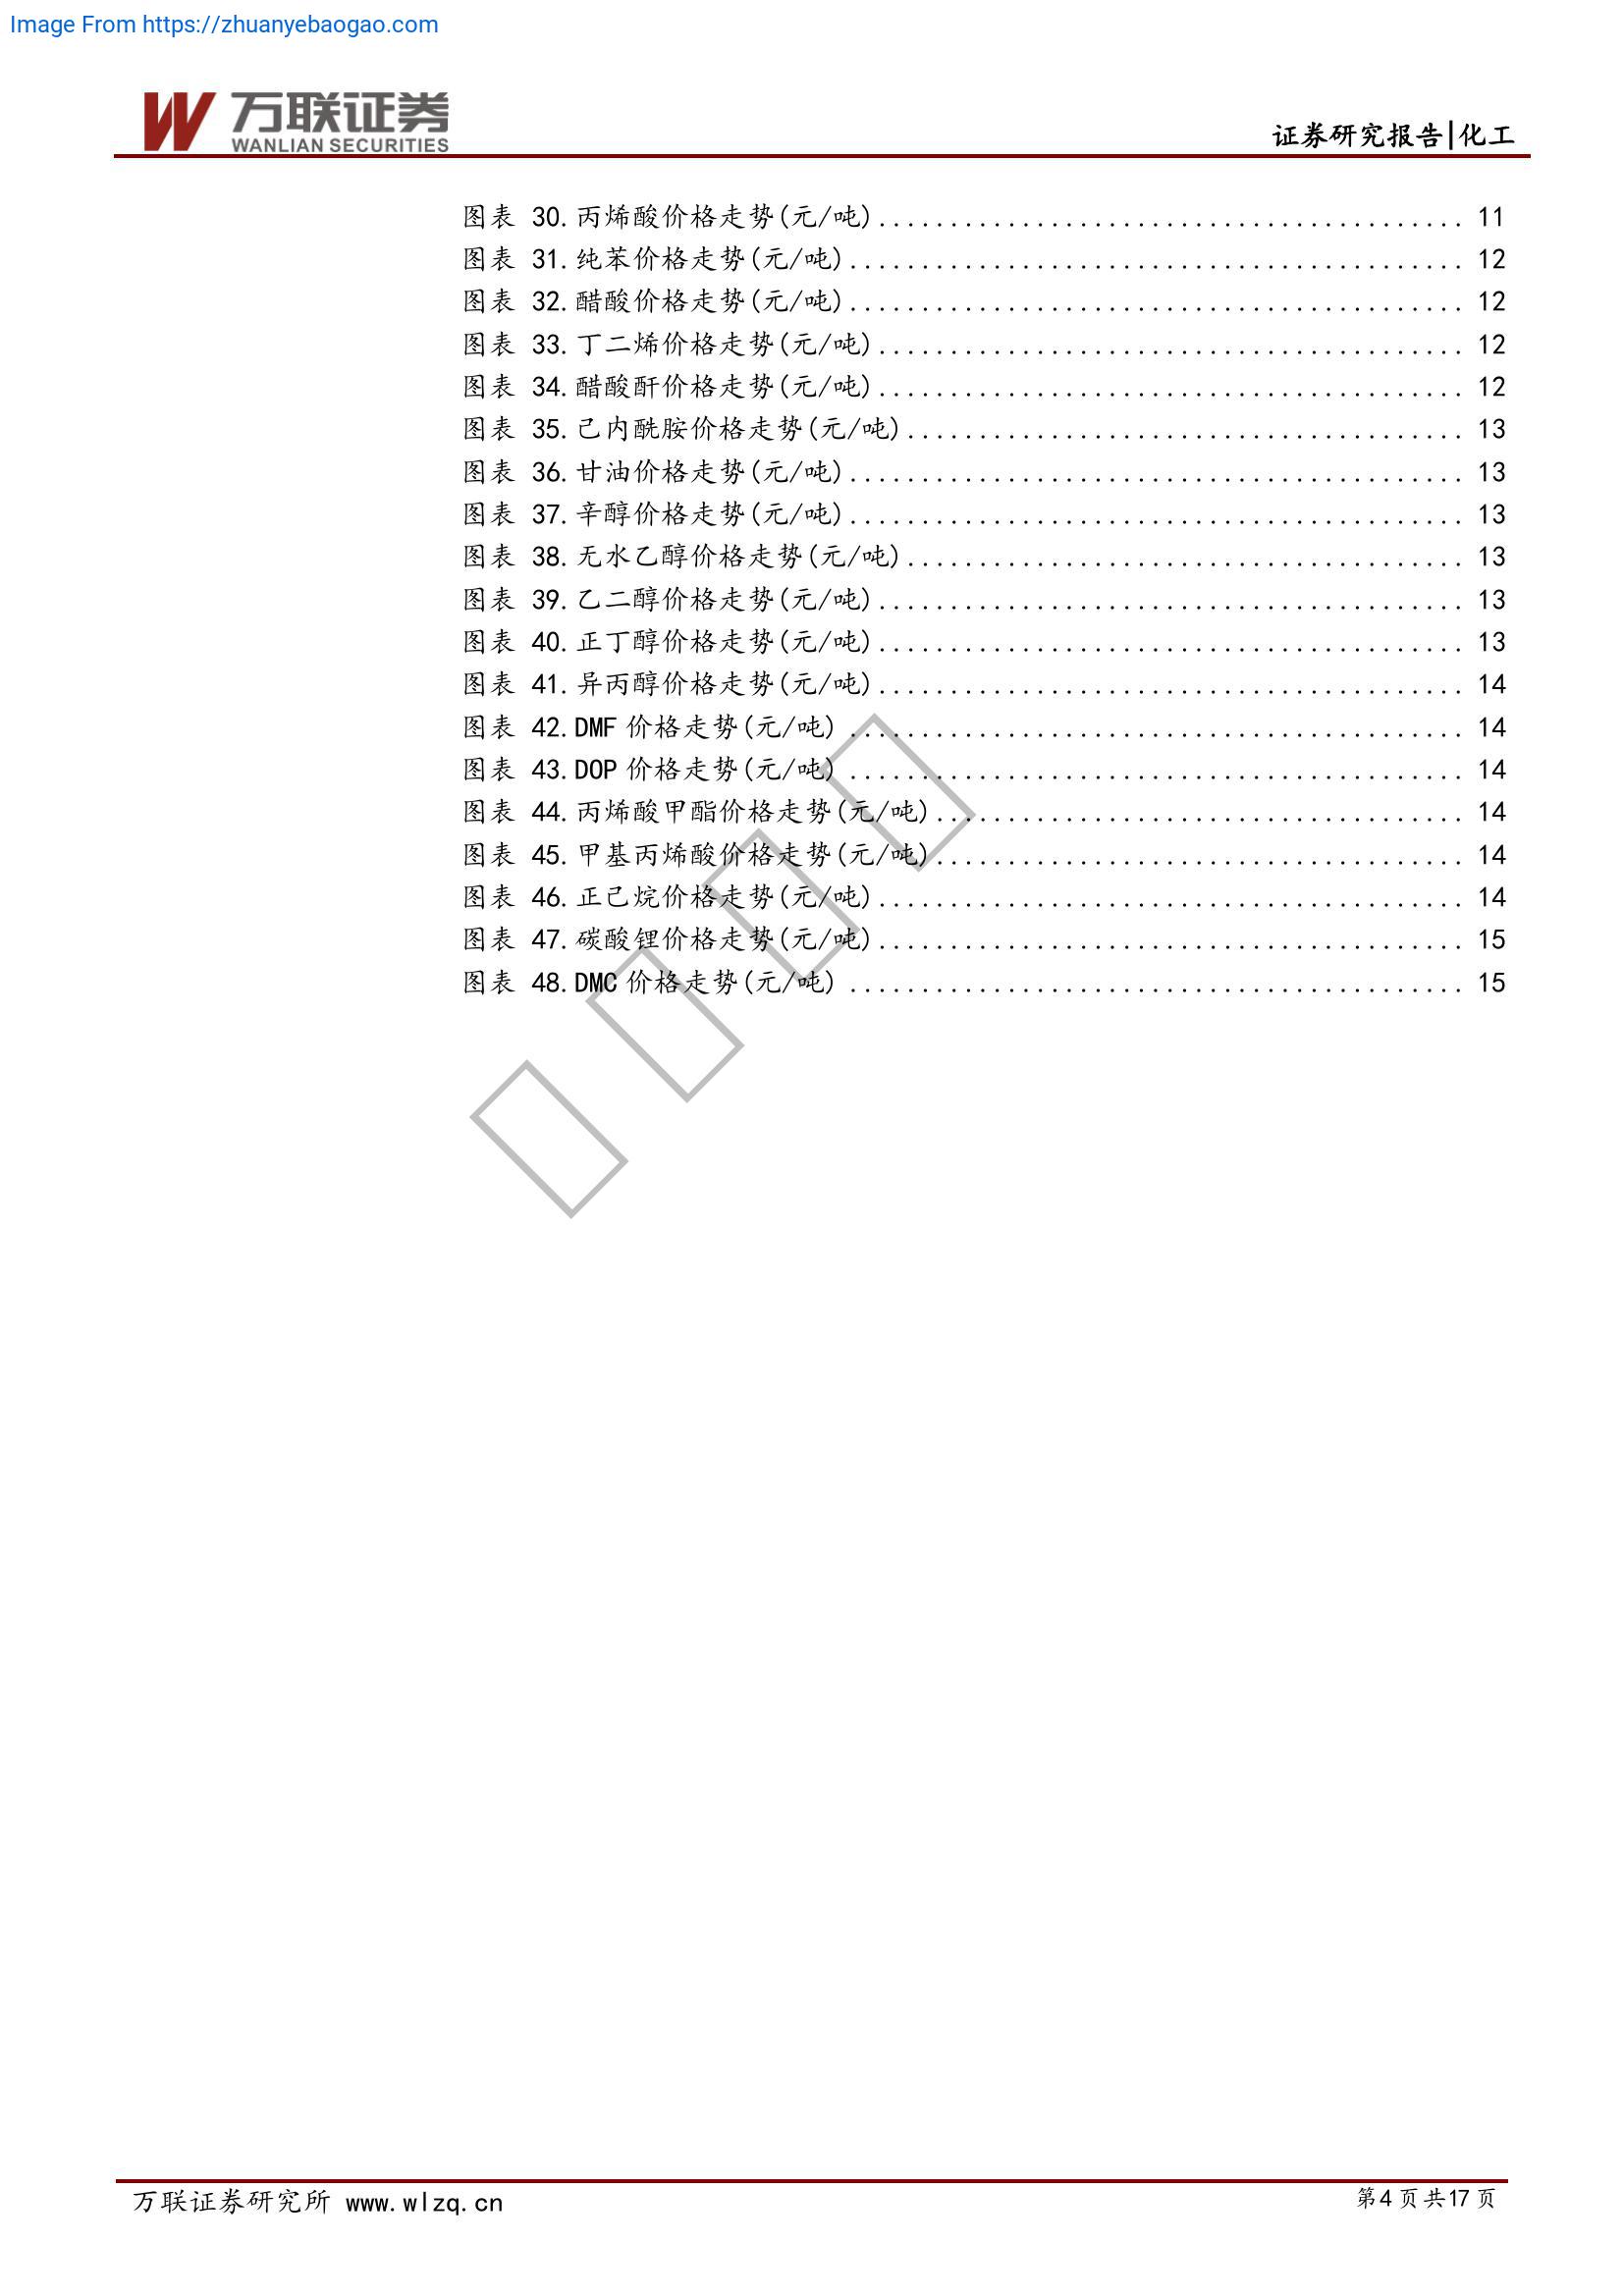 Image From https://zhuanyebaogao.com
万联证券
WANLIAN SECURITIES
证券研究报告|化工
图表 30.丙烯酸价格走势(元/吨)......................................... 11
图表 31.纯苯价格走势(元/吨)........................................... 12
图表 32.醋酸价格走势(元/吨)........................................... 12
图表 33.丁二烯价格走势(元/吨)......................................... 12
图表 34.醋酸酐价格走势(元/吨)......................................... 12
图表 35.己内酰胺价格走势(元/吨)....................................... 13
图表 36.甘油价格走势(元/吨)........................................... 13
图表 37.辛醇价格走势(元/吨)........................................... 13
图表 38.无水乙醇价格走势(元/吨)....................................... 13
图表 39.乙二醇价格走势(元/吨)......................................... 13
图表 40.正丁醇价格走势(元/吨)......................................... 13
图表 41.异丙醇价格走势(元/吨)......................................... 14
图表 42.DMF 价格走势(元/吨) ........................................... 14
图表 43.DOP 价格走势(元/吨) ........................................... 14
图表 44.丙烯酸甲酯价格走势(元/吨)..................................... 14
图表 45.甲基丙烯酸价格走势(元/吨)..................................... 14
图表 46.正己烷价格走势(元/吨)......................................... 14
图表 47.碳酸锂价格走势(元/吨)......................................... 15
图表 48.DMC 价格走势(元/吨) ........................................... 15
万联证券研究所 www.wlzq.cn
第4页共17页